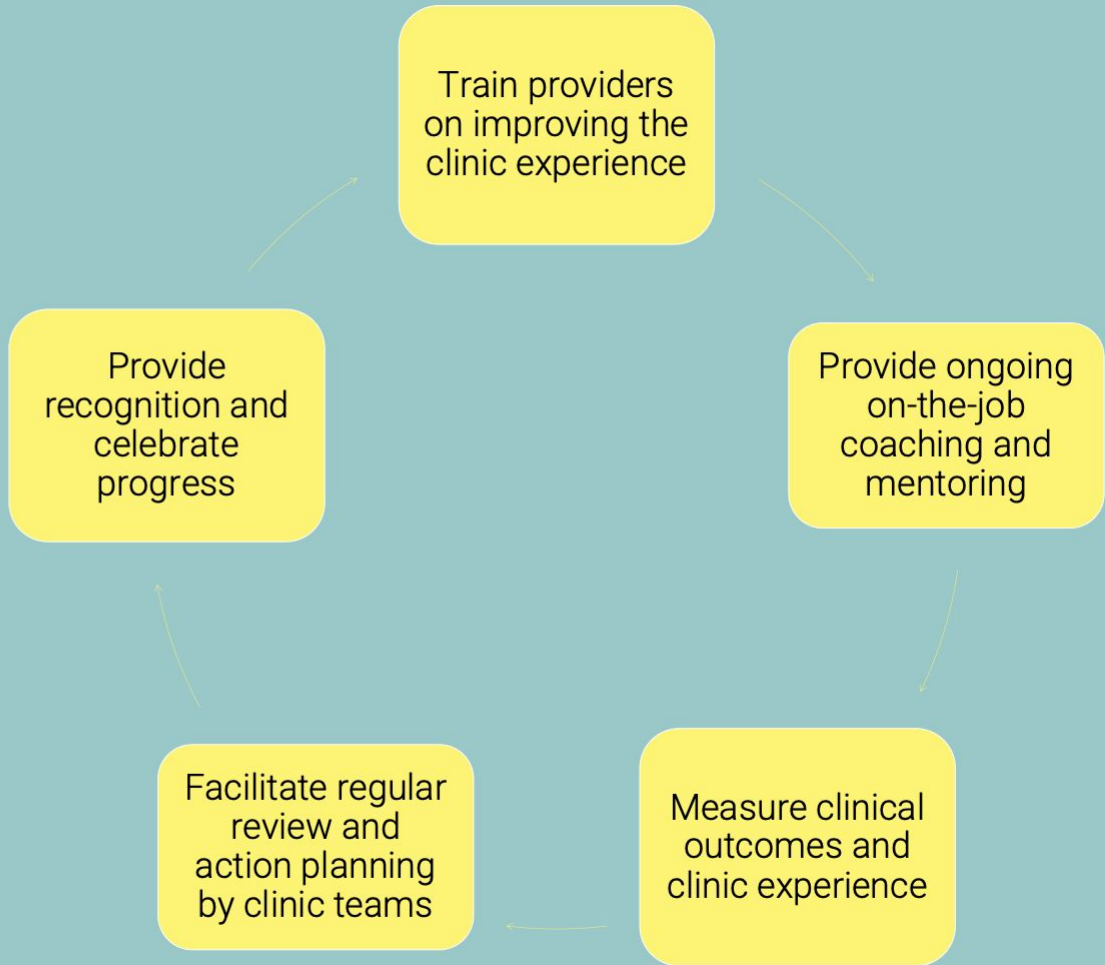 Train providers
on improving the
clinic experience
Provide ongoing
on-the-job
coaching and
mentoring
Measure clinical
outcomes and
clinic experience
Facilitate regular
review and
action planning
by clinic teams
Provide
recognition and
celebrate
progress